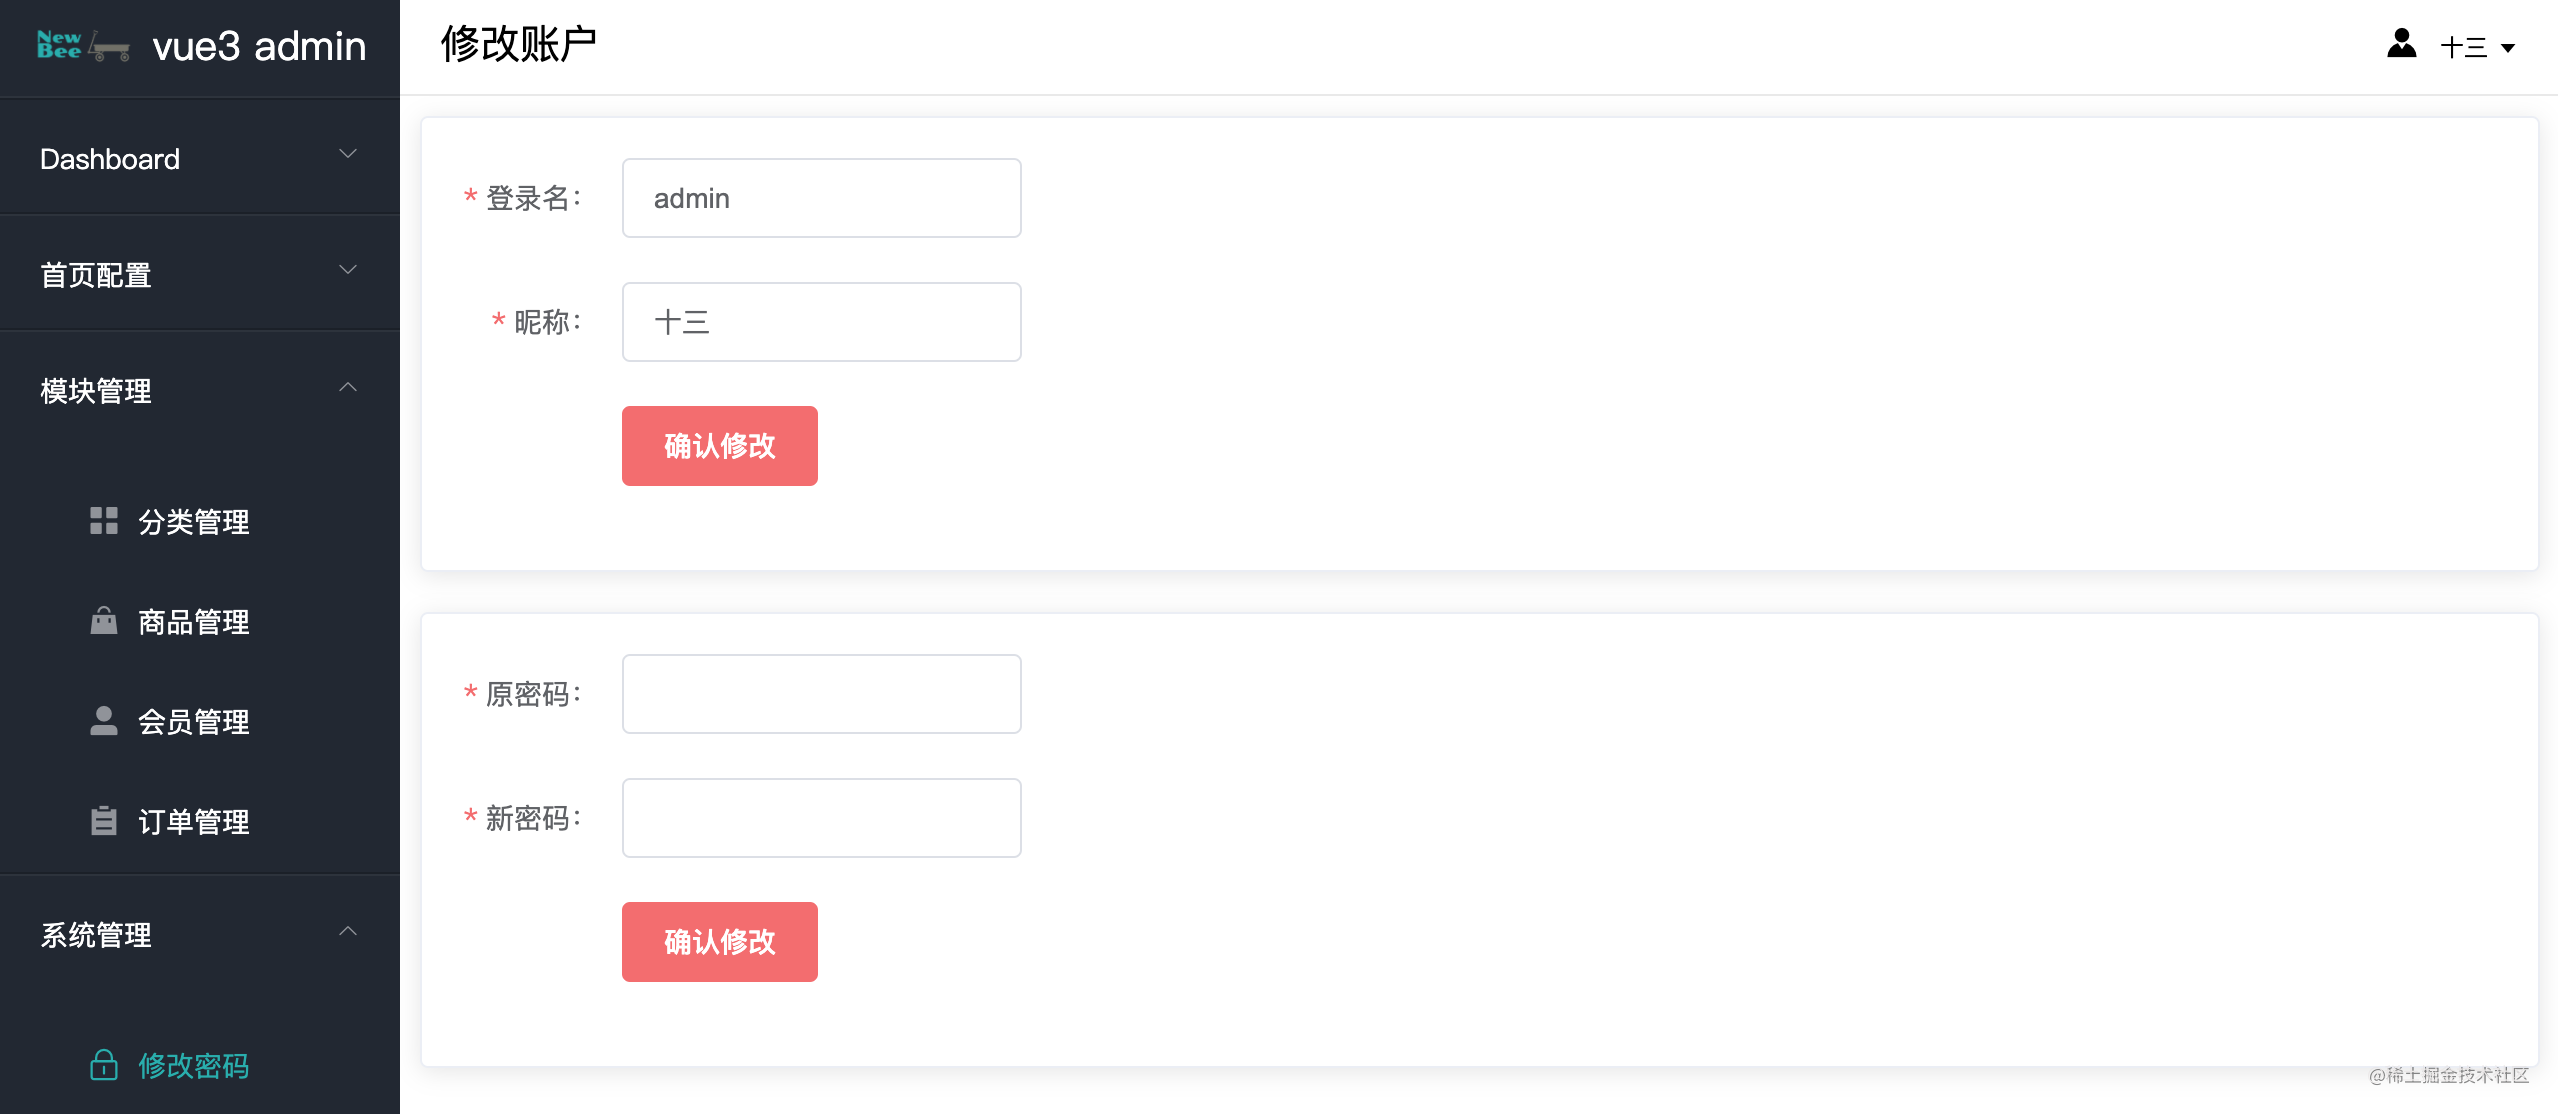 New
Bee
vue3 admin
Dashboard
首页配置
模块管理
分类管理
商品管理
会员管理
订单管理
系统管理
修改密码
修改账户
十三
* 登录名：
admin
* 昵称：
十三
确认修改
* 原密码：
* 新密码：
确认修改
@稀土掘金技术社区